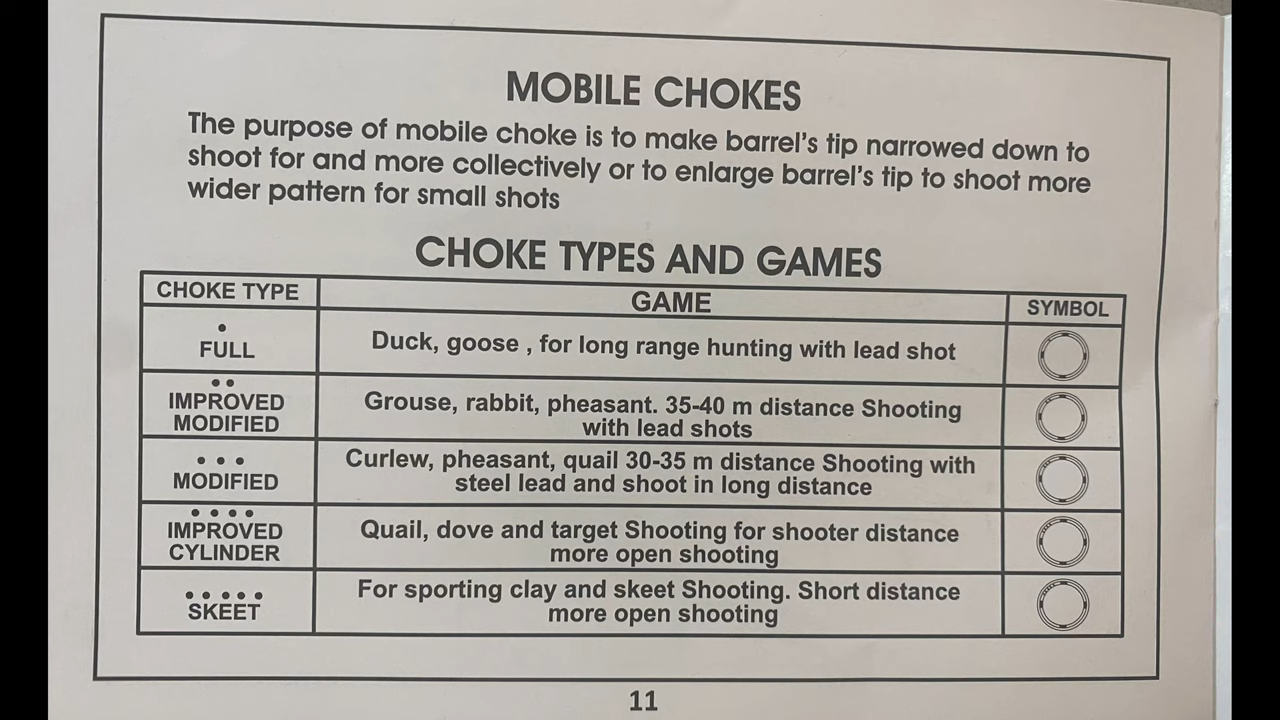 MOBILE CHOKES
The purpose of mobile choke is to make barrel's tip narrowed down to
shoot for and more collectively or to enlarge barrel's tip to shoot more
wider pattern for small shots
CHOKE TYPES AND GAMES
CHOKE TYPE GAME SYMBOL
•
FULL
Duck, goose , for long range hunting with lead shot
••
IMPROVED
MODIFIED
Grouse, rabbit, pheasant. 35-40 m distance Shooting
with lead shots
•••
MODIFIED
Curlew, pheasant, quail 30-35 m distance Shooting with
steel lead and shoot in long distance
••••
IMPROVED
CYLINDER
Quail, dove and target Shooting for shooter distance
more open shooting
•••••
SKEET
For sporting clay and skeet Shooting. Short distance
more open shooting
11